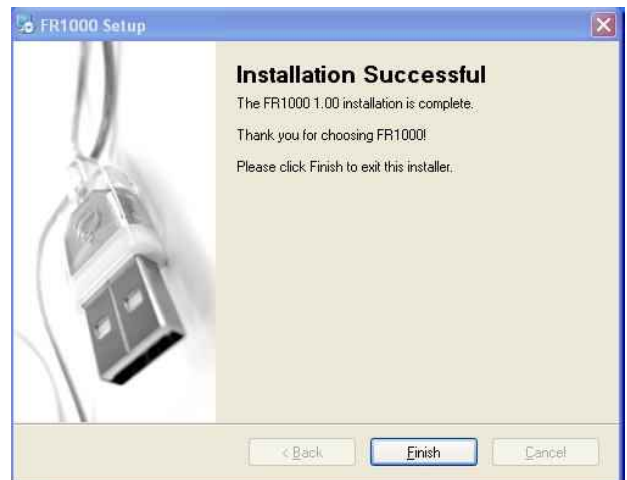 FR1000 Setup
Installation Successful
The FR1000 1.00 installation is complete.
Thank you for choosing FR1000!
Please click Finish to exit this installer.
< Back
Finish
Cancel